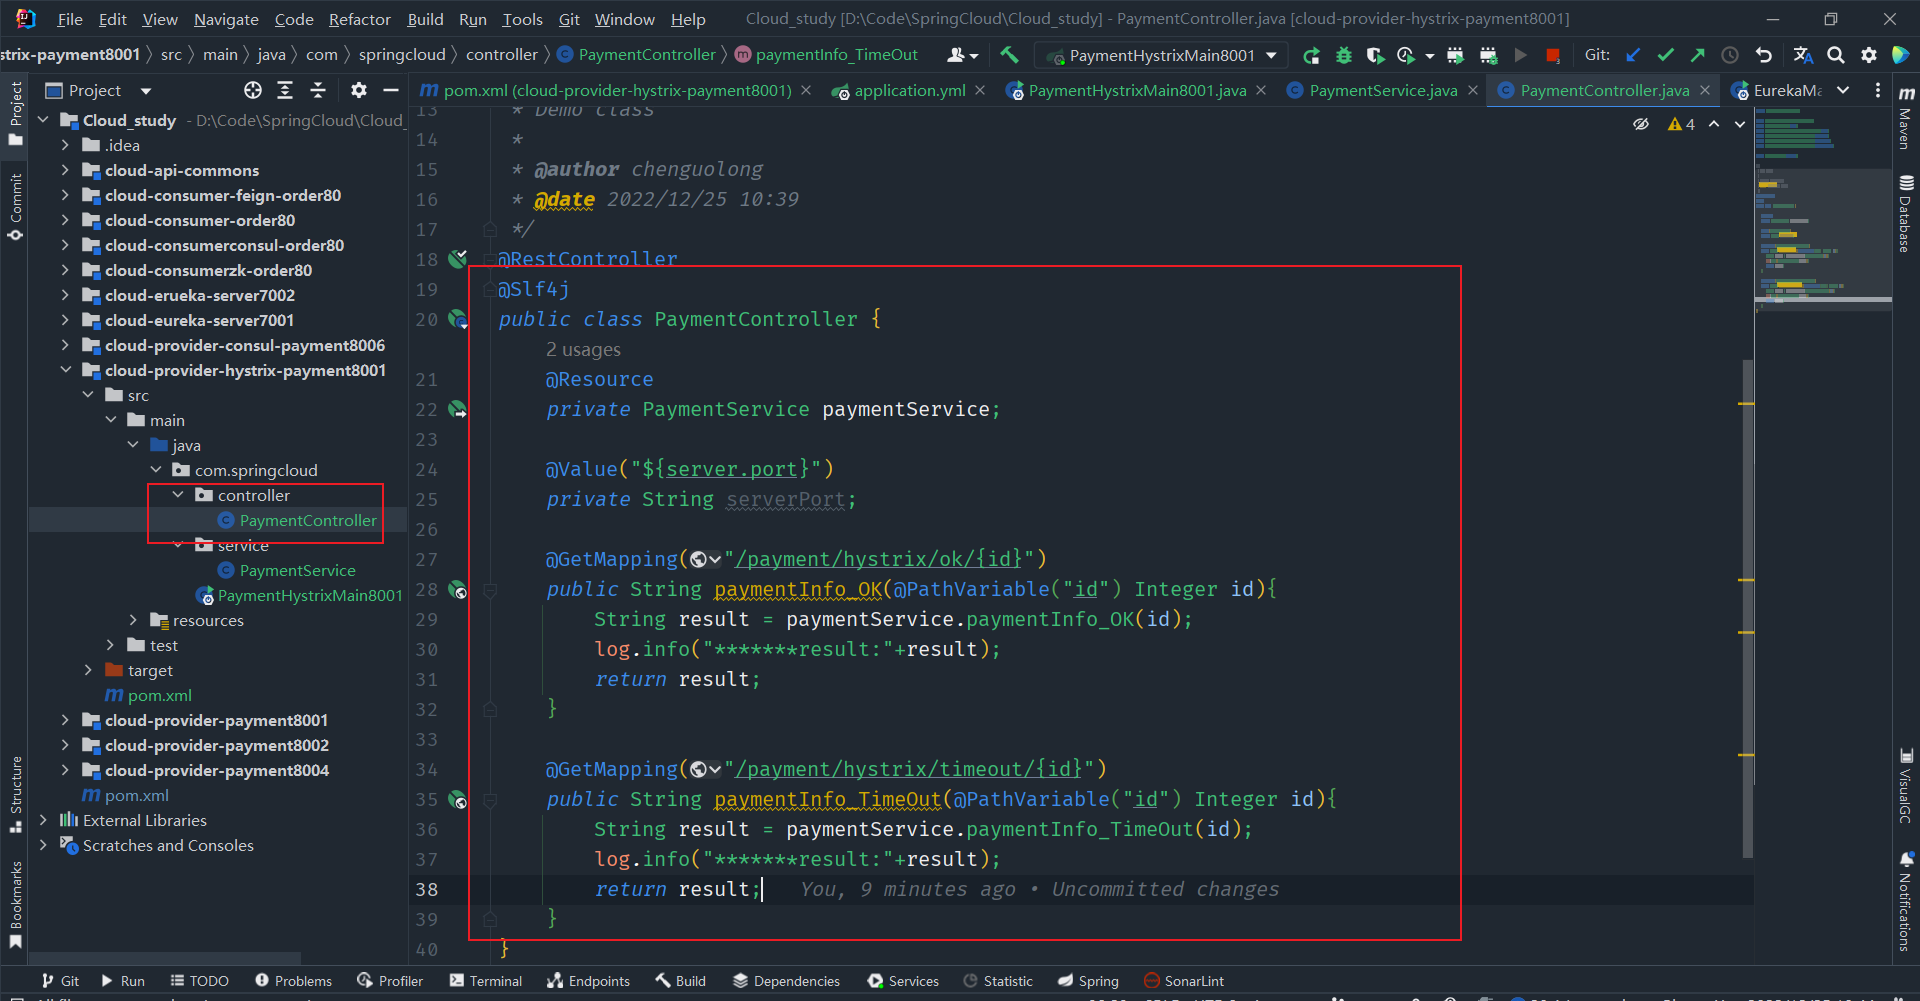 File Edit View Navigate Code Refactor Build Run Tools Git Window Help Cloud_study [D:\Code\SpringCloud\Cloud_study] - PaymentController.java [cloud-provider-hystrix-payment8001]
strix-payment8001 src main java com springcloud controller PaymentController paymentInfo_TimeOut PaymentHystrixMain8001 Git:
Project
pom.xml (cloud-provider-hystrix-payment8001) application.yml PaymentHystrixMain8001.java PaymentService.java PaymentController.java EurekaMa
Cloud_study - D:\Code\SpringCloud\Cloud_
.idea
cloud-api-commons
cloud-consumer-feign-order80
cloud-consumer-order80
cloud-consumerconsul-order80
cloud-consumerzk-order80
cloud-erueka-server7002
cloud-eureka-server7001
cloud-provider-consul-payment8006
cloud-provider-hystrix-payment8001
src
main
java
com.springcloud
controller
PaymentController
service
PaymentService
PaymentHystrixMain8001
resources
test
target
pom.xml
cloud-provider-payment8001
cloud-provider-payment8002
cloud-provider-payment8004
pom.xml
External Libraries
Scratches and Consoles
4
13 * Demo class
14 *
15 * @author chenguolong
16 * @date 2022/12/25 10:39
17 */
18 @RestController
19 @Slf4j
20 public class PaymentController {
2 usages
21 @Resource
22 private PaymentService paymentService;
23
24 @Value("${server.port}")
25 private String serverPort;
26
27 @GetMapping("/payment/hystrix/ok/{id}")
28 public String paymentInfo_OK(@PathVariable("id") Integer id){
29 String result = paymentService.paymentInfo_OK(id);
30 log.info("*******result:"+result);
31 return result;
32 }
33
34 @GetMapping("/payment/hystrix/timeout/{id}")
35 public String paymentInfo_TimeOut(@PathVariable("id") Integer id){
36 String result = paymentService.paymentInfo_TimeOut(id);
37 log.info("*******result:"+result);
38 return result; You, 9 minutes ago • Uncommitted changes
39 }
40 }
Project
Commit
Structure
Bookmarks
Maven
Database
VisualGC
Notifications
Git Run TODO Problems Profiler Terminal Endpoints Build Dependencies Services Statistic Spring SonarLint